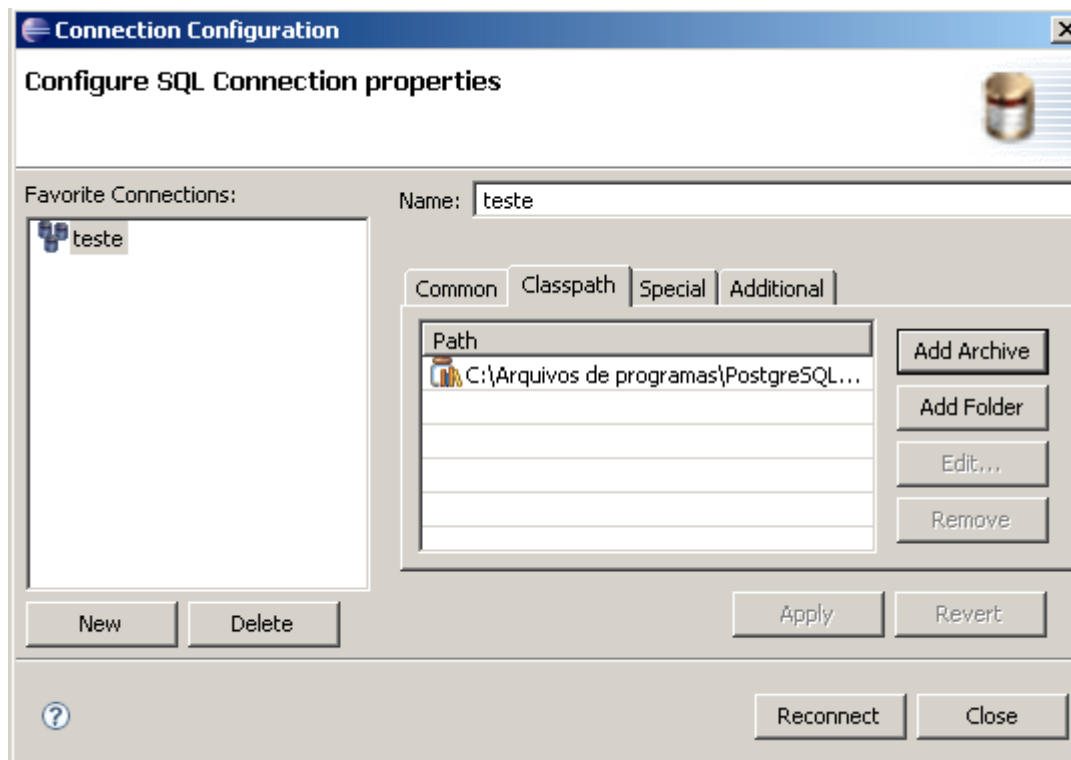 Connection Configuration
Configure SQL Connection properties
Favorite Connections:
teste
Name: teste
Common Classpath Special Additional
Path
C:\Arquivos de programas\PostgreSQL...
Add Archive
Add Folder
Edit...
Remove
New Delete
Apply Revert
Reconnect Close